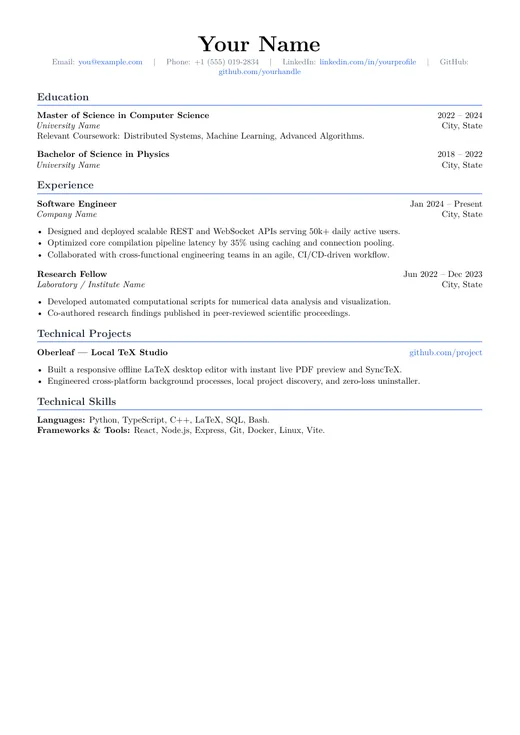 Your Name
Email: you@example.com | Phone: +1 (555) 019-2834 | LinkedIn: linkedin.com/in/yourprofile | GitHub:
github.com/yourhandle
Education
Master of Science in Computer Science 2022 – 2024
University Name City, State
Relevant Coursework: Distributed Systems, Machine Learning, Advanced Algorithms.
Bachelor of Science in Physics 2018 – 2022
University Name City, State
Experience
Software Engineer Jan 2024 – Present
Company Name City, State
• Designed and deployed scalable REST and WebSocket APIs serving 50k+ daily active users.
• Optimized core compilation pipeline latency by 35% using caching and connection pooling.
• Collaborated with cross-functional engineering teams in an agile, CI/CD-driven workflow.
Research Fellow Jun 2022 – Dec 2023
Laboratory / Institute Name City, State
• Developed automated computational scripts for numerical data analysis and visualization.
• Co-authored research findings published in peer-reviewed scientific proceedings.
Technical Projects
Oberleaf — Local TeX Studio github.com/project
• Built a responsive offline LaTeX desktop editor with instant live PDF preview and SyncTeX.
• Engineered cross-platform background processes, local project discovery, and zero-loss uninstaller.
Technical Skills
Languages: Python, TypeScript, C++, LaTeX, SQL, Bash.
Frameworks & Tools: React, Node.js, Express, Git, Docker, Linux, Vite.